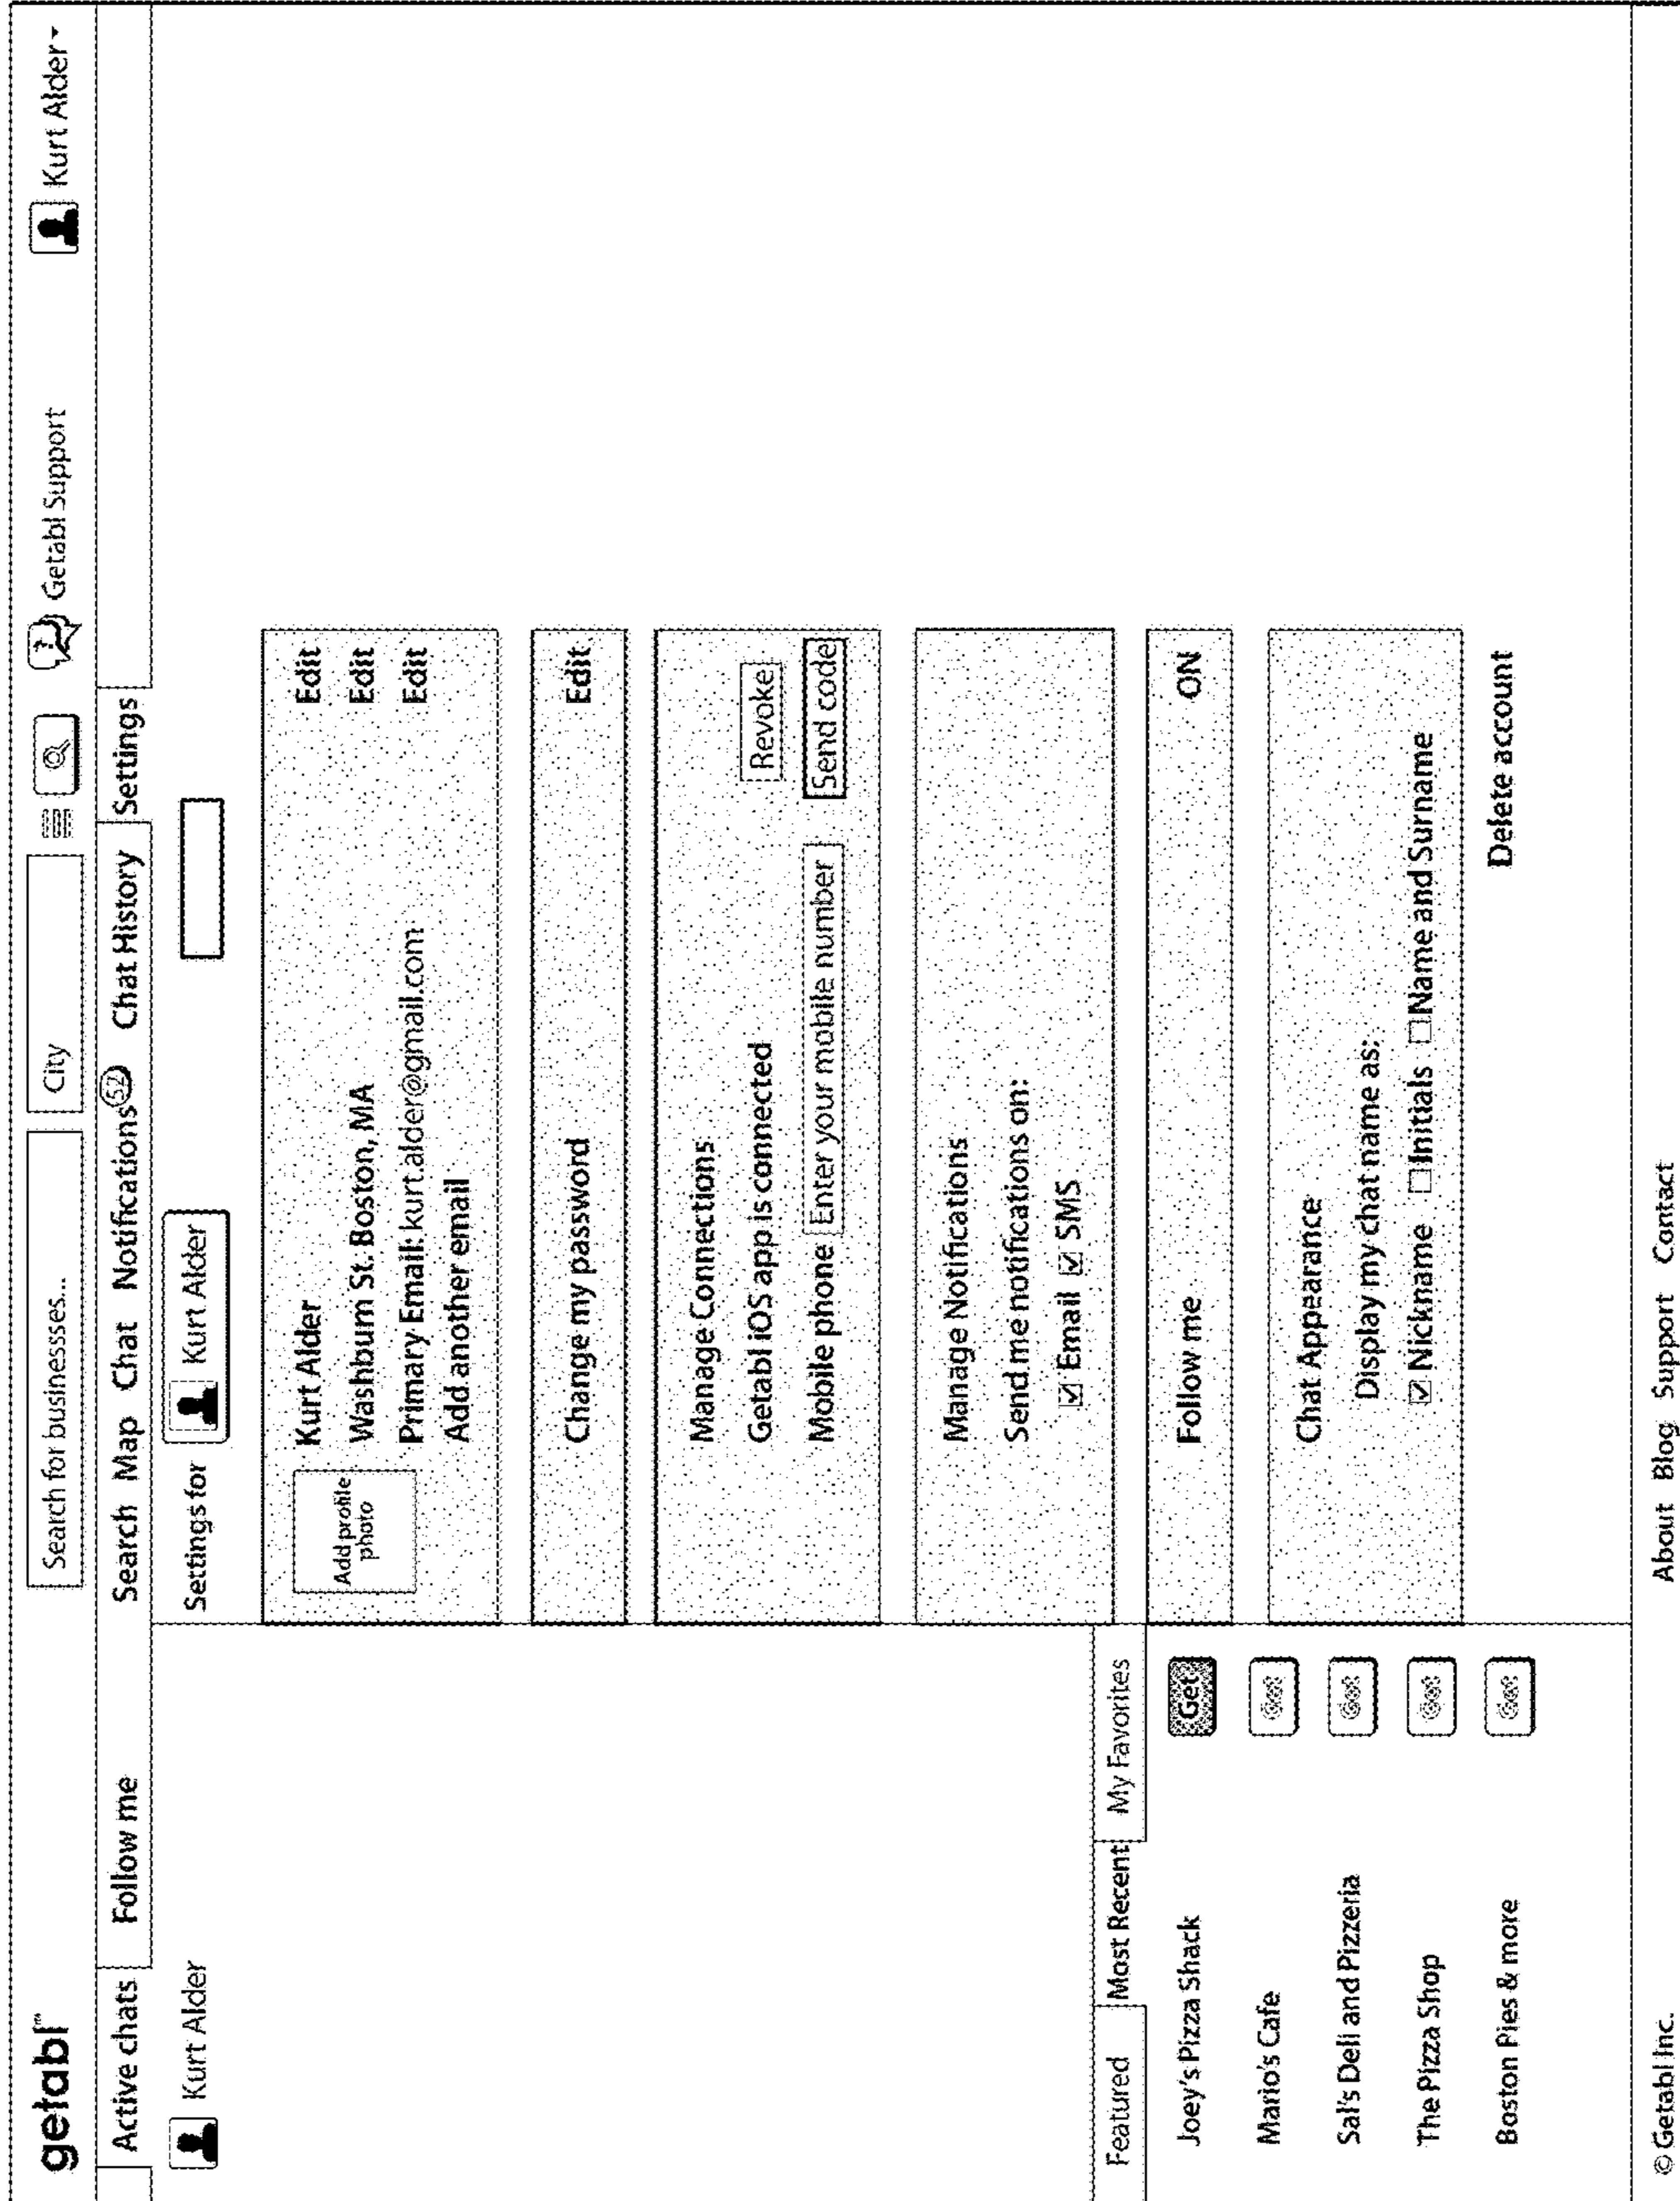 getabl™ Search for businesses... City Getabl Support Kurt Alder
Active chats Follow me Search Map Chat Notifications 52 Chat History Settings
Kurt Alder
Settings for Kurt Alder
Add profile
photo
Kurt Alder Edit
Washburn St. Boston, MA Edit
Primary Email: kurt.alder@gmail.com Edit
Add another email
Change my password Edit
Manage Connections
Getabl iOS app is connected Revoke
Mobile phone Enter your mobile number Send code
Manage Notifications
Send me notifications on:
Email SMS
Follow me ON
Chat Appearance
Display my chat name as:
Nickname Initials Name and Surname
Delete account
Featured Most Recent My Favorites
Joey's Pizza Shack Get
Mario's Cafe Get
Sal's Deli and Pizzeria Get
The Pizza Shop Get
Boston Pies & more Get
© Getabl Inc. About Blog Support Contact